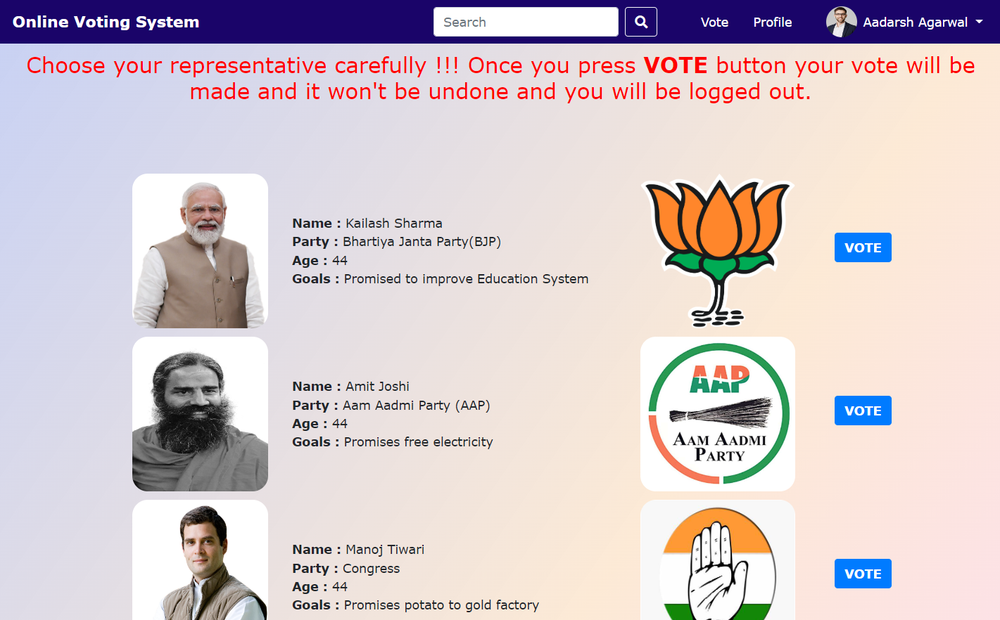 Online Voting System
Search
Vote
Profile
Aadarsh Agarwal
Choose your representative carefully !!! Once you press VOTE button your vote will be
made and it won't be undone and you will be logged out.
Name : Kailash Sharma
Party : Bhartiya Janta Party(BJP)
Age : 44
Goals : Promised to improve Education System
VOTE
Name : Amit Joshi
Party : Aam Aadmi Party (AAP)
Age : 44
Goals : Promises free electricity
AAP
AAM AADMI
PARTY
VOTE
Name : Manoj Tiwari
Party : Congress
Age : 44
Goals : Promises potato to gold factory
VOTE